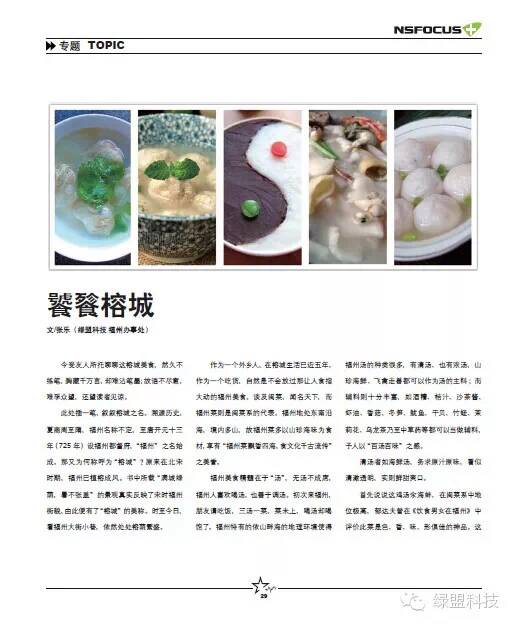 NSFOCUS
专题 TOPIC
饕餮榕城
文/张乐（绿盟科技 福州办事处）
今受友人所托聊聊这榕城美食，然久不
练笔，胸藏千万言，却难沾笔墨；故语不尽意，
难孚众望，还望读者见谅。
此处插一笔，叙叙榕城之名。溯源历史，
夏商周至隋，福州名称不定，至唐开元十三
年（725 年）设福州都督府，“福州”之名始
成。那又为何称呼为“榕城”？原来在北宋
时期，福州已植榕成风。书中所载“满城绿
荫，暑不张盖”的景观真实反映了宋时福州
街貌，由此便有了“榕城”的美称。时至今日，
看福州大街小巷，依然处处榕荫繁盛。
作为一个外乡人，在榕城生活已近五年，
作为一个吃货，自然是不会放过那让人食指
大动的福州美食。谈及闽菜，闻名天下，而
福州菜则是闽菜系的代表。福州地处东南沿
海，境内多山，故福州菜多以山珍海味为食
材，享有“福州菜飘香四海，食文化千古流传”
之美誉。
福州美食精髓在于“汤”，无汤不成席，
福州人喜欢喝汤，也善于调汤。初次来福州，
朋友请吃饭，三汤一菜，菜未上，喝汤却喝
饱了。福州特有的依山畔海的地理环境使得
福州汤的种类很多，有清汤，也有浓汤，山
珍海鲜，飞禽走兽都可以作为汤的主料；而
辅料则十分丰富，如酒糟、桔汁、沙茶酱、
虾油、香菇、冬笋、鱿鱼、干贝、竹蛏、茉
莉花、乌龙茶乃至中草药等都可以当做辅料，
予人以“百汤百味”之感。
清汤者如海鲜汤，务求原汁原味，看似
清澈透明，实则鲜甜爽口。
首先说说这鸡汤汆海蚌，在闽菜系中地
位极高，郁达夫曾在《饮食男女在福州》中
评价此菜是色、香、味、形俱佳的神品。这
29
绿盟科技